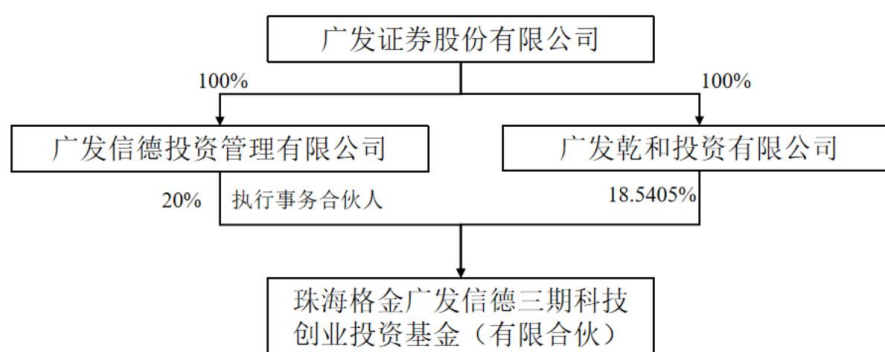 广发证券股份有限公司
100%
100%
广发信德投资管理有限公司
广发乾和投资有限公司
20%
执行事务合伙人
18.5405%
珠海格金广发信德三期科技
创业投资基金（有限合伙）